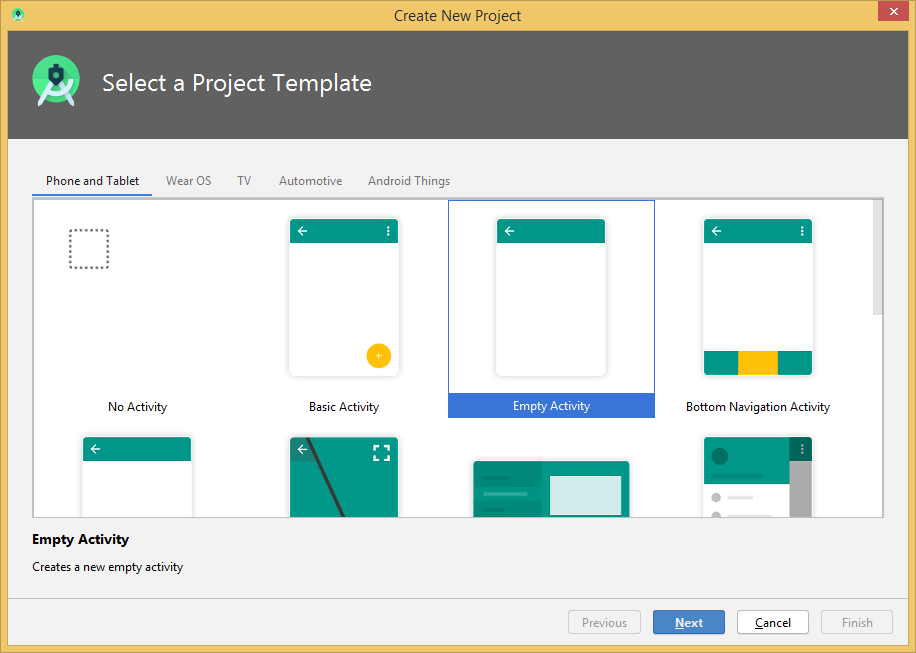 Create New Project
Select a Project Template
Phone and Tablet Wear OS TV Automotive Android Things
No Activity Basic Activity Empty Activity Bottom Navigation Activity
Empty Activity
Creates a new empty activity
Previous Next Cancel Finish